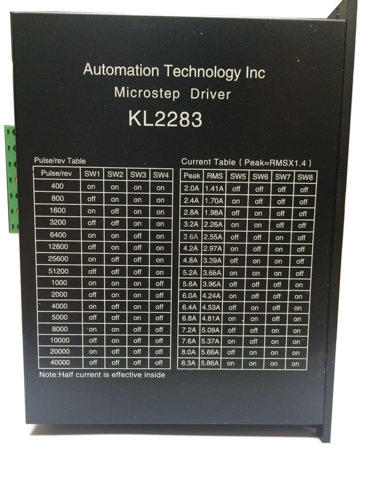 Automation Technology Inc
Microstep Driver
KL2283
Pulse/rev Table
Pulse/rev SW1 SW2 SW3 SW4
400 on on on on
800 off on on on
1600 on off on on
3200 off off on on
6400 on on off on
12800 off on off on
25600 on off off on
51200 off off off on
1000 on on on off
2000 off on on off
4000 on off on off
5000 off off on off
8000 on on off off
10000 off on off off
20000 on off off off
40000 off off off off
Note:Half current is effective inside
Current Table ( Peak=RMSX1.4 )
Peak RMS SW5 SW6 SW7 SW8
2.0A 1.41A off off off off
2.4A 1.70A on off off off
2.8A 1.98A off on off off
3.2A 2.26A on on off off
3.6A 2.55A off off on off
4.2A 2.97A on off on off
4.8A 3.39A off on on off
5.2A 3.66A on on on off
5.6A 3.96A off off off on
6.0A 4.24A on off off on
6.4A 4.53A off on off on
6.8A 4.81A on on off on
7.2A 5.09A off off on on
7.6A 5.37A on off on on
8.0A 5.66A off on on on
8.3A 5.86A on on on on